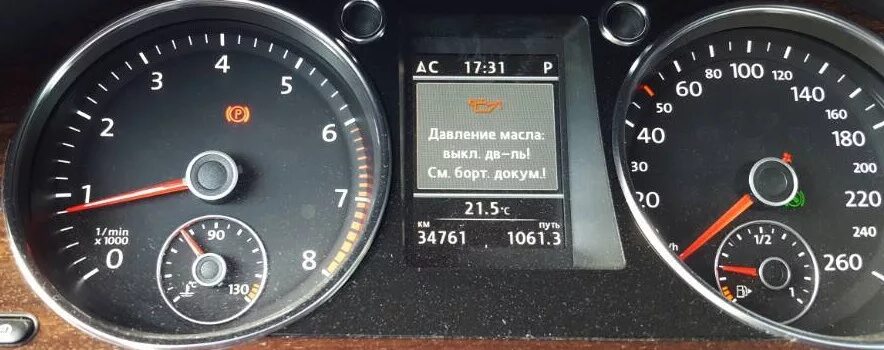 0 1 2 3 4 5 6 7 8
1/min
x 1000
P
90
130
°C
AC 17:31 P
Давление масла:
выкл. дв-ль!
См. борт. докум.!
21.5°C
км путь
34761 1061.3
20 40 60 80 100 120 140 160 180 200 220 240 260
30 50
1/2
1